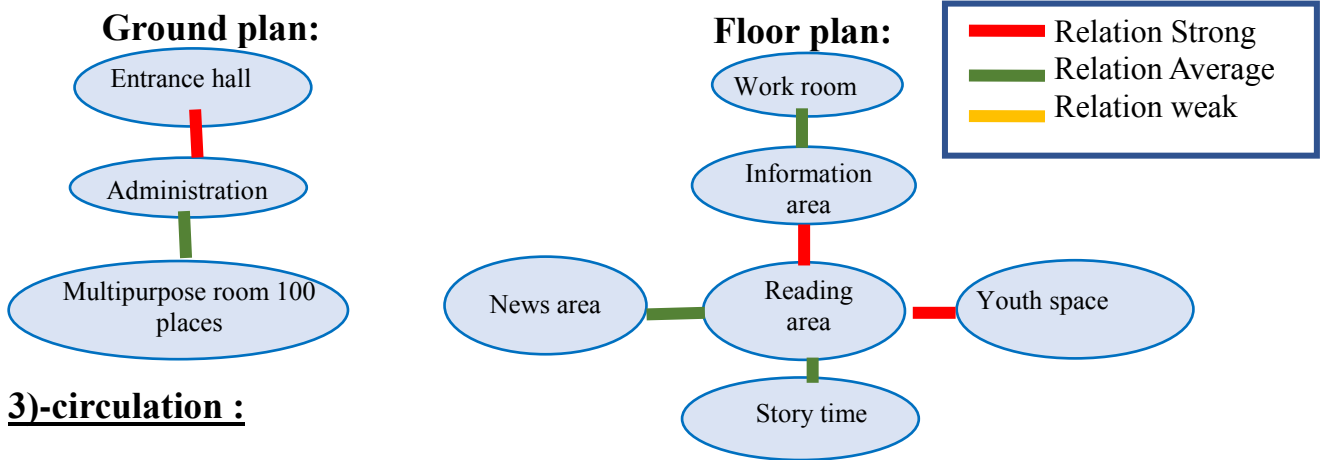 Ground plan:
Entrance hall
Administration
Multipurpose room 100
places
Floor plan:
Work room
Information
area
News area
Reading
area
Youth space
Story time
Relation Strong
Relation Average
Relation weak
3)-circulation :